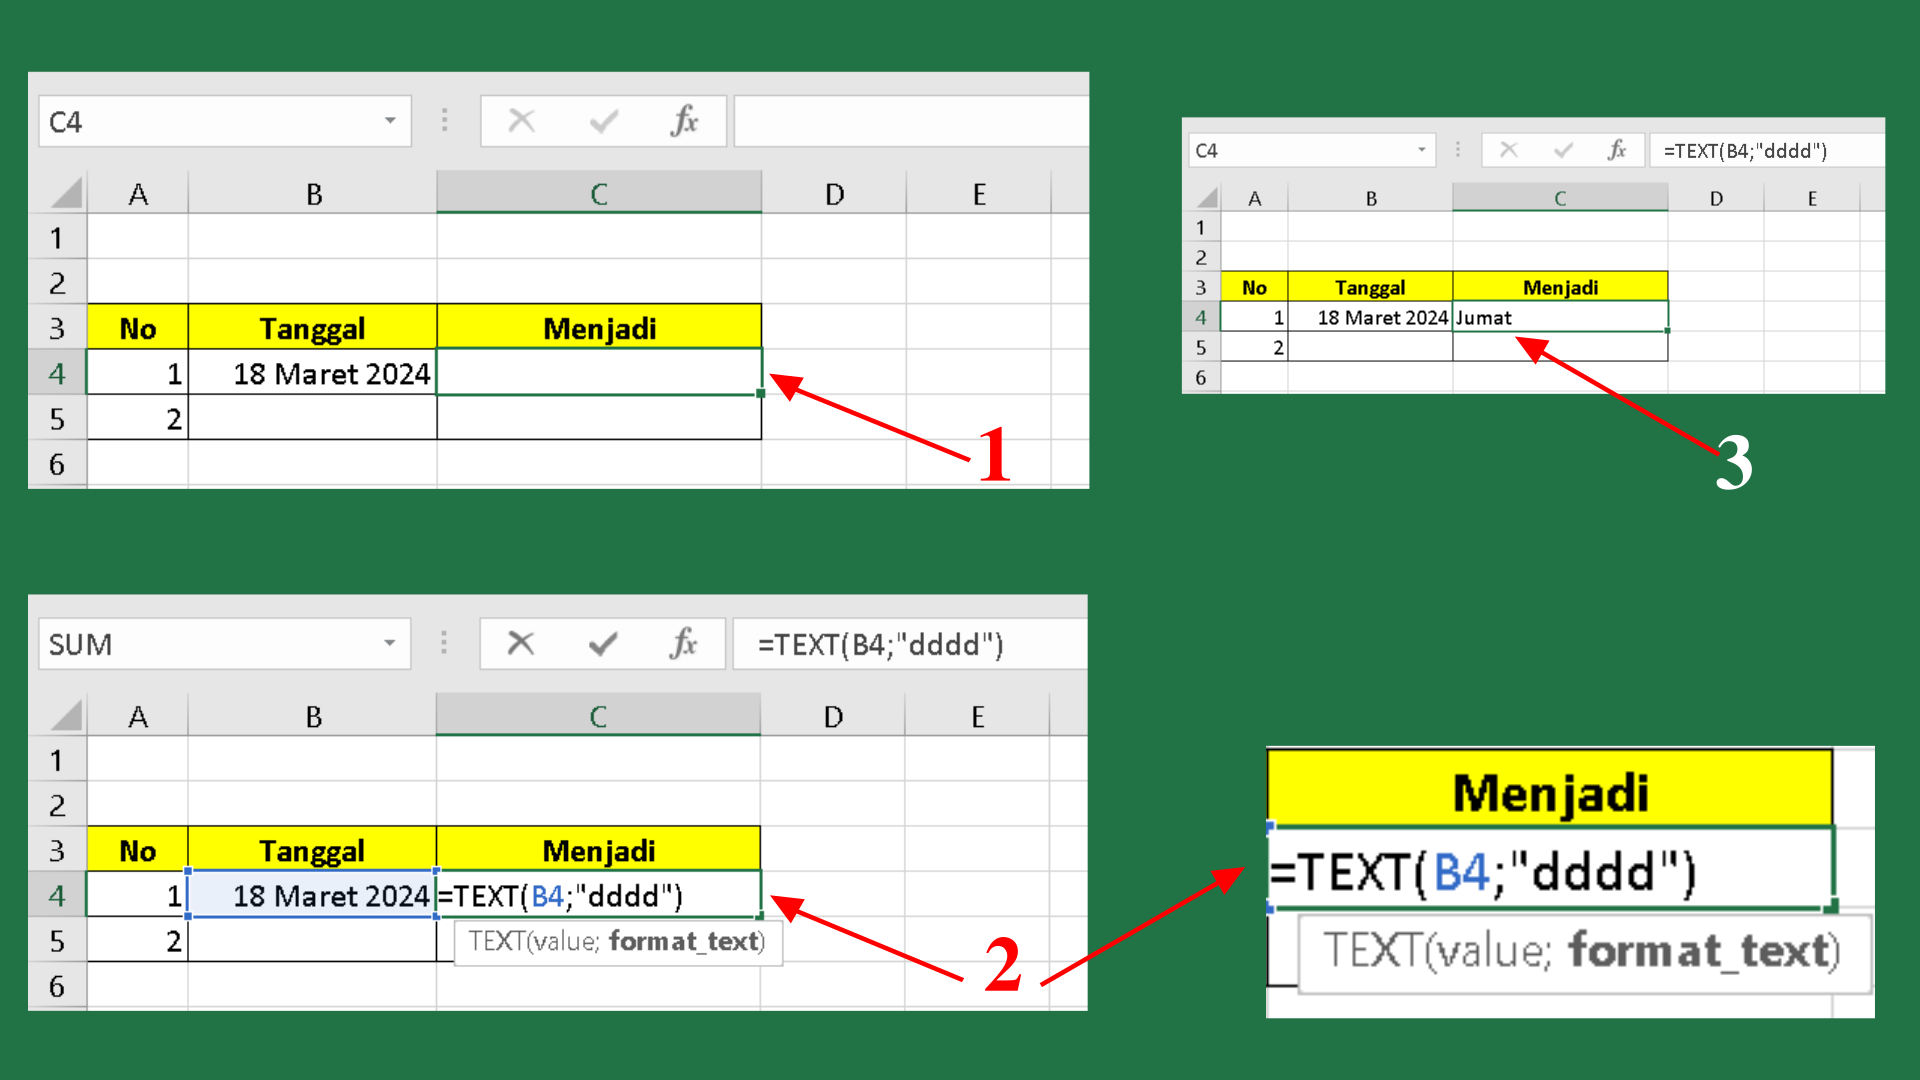 C4
fx
A B C D E
1
2
3 No Tanggal Menjadi
4 1 18 Maret 2024
5 2
6
1
C4 fx =TEXT(B4;"dddd")
A B C D E
1
2
3 No Tanggal Menjadi
4 1 18 Maret 2024 Jumat
5 2
6
3
SUM fx =TEXT(B4;"dddd")
A B C D E
1
2
3 No Tanggal Menjadi
4 1 18 Maret 2024 =TEXT(B4;"dddd")
5 2 TEXT(value; format_text)
6
2
Menjadi
=TEXT(B4;"dddd")
TEXT(value; format_text)